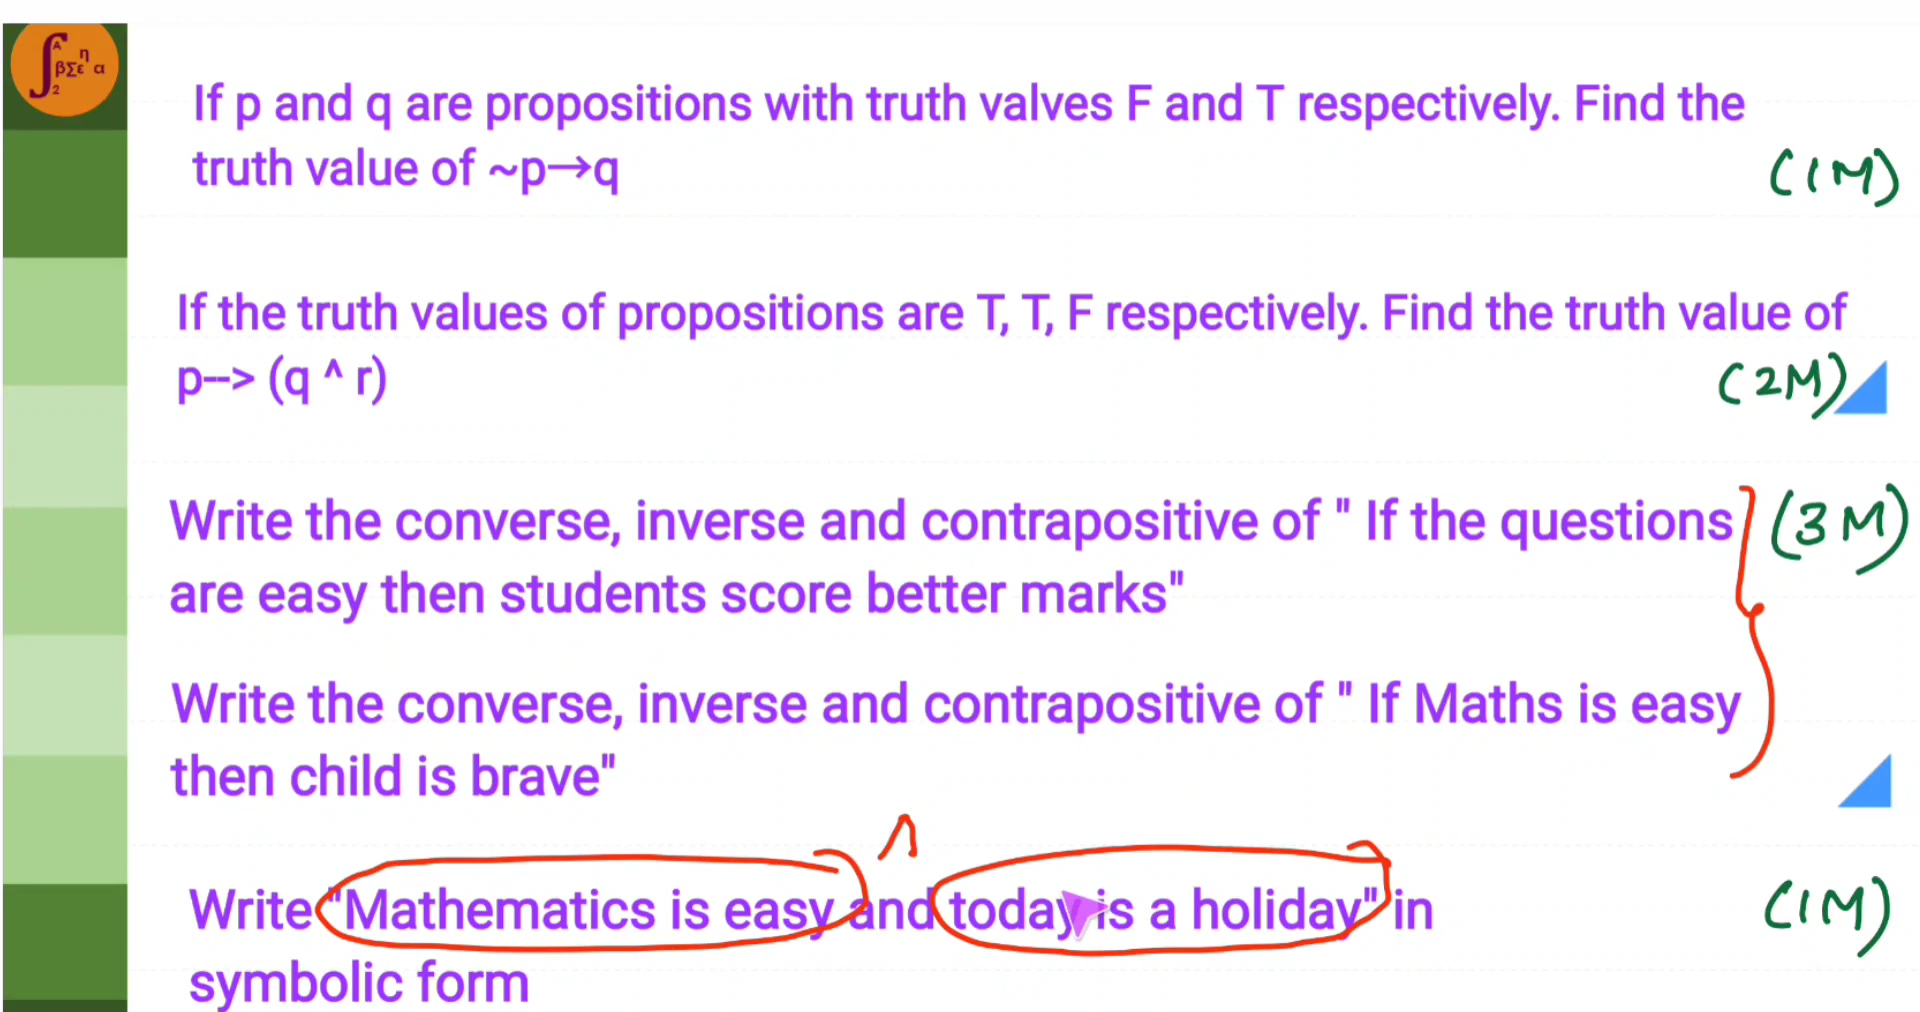 A
η
βΣε α
2
If p and q are propositions with truth valves F and T respectively. Find the
truth value of ~p→q
(1M)
If the truth values of propositions are T, T, F respectively. Find the truth value of
p--> (q ^ r)
(2M)
Write the converse, inverse and contrapositive of " If the questions
(3M)
are easy then students score better marks"
Write the converse, inverse and contrapositive of " If Maths is easy
then child is brave"
^
Write "Mathematics is easy and today is a holiday" in
(1M)
symbolic form